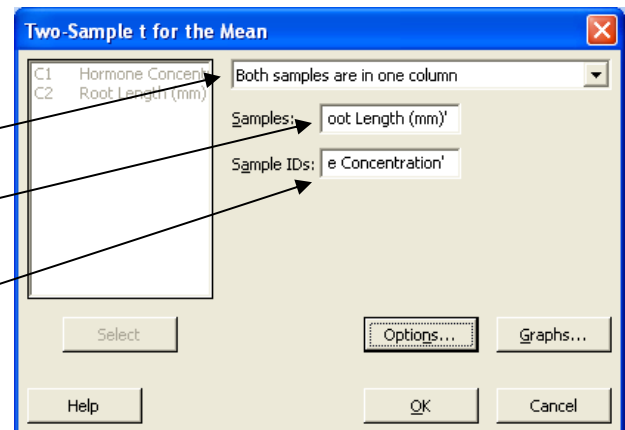 Two-Sample t for the Mean
C1 Hormone Concent
C2 Root Length (mm)
Both samples are in one column
Samples: oot Length (mm)'
Sample IDs: e Concentration'
Select
Options...
Graphs...
Help
OK
Cancel